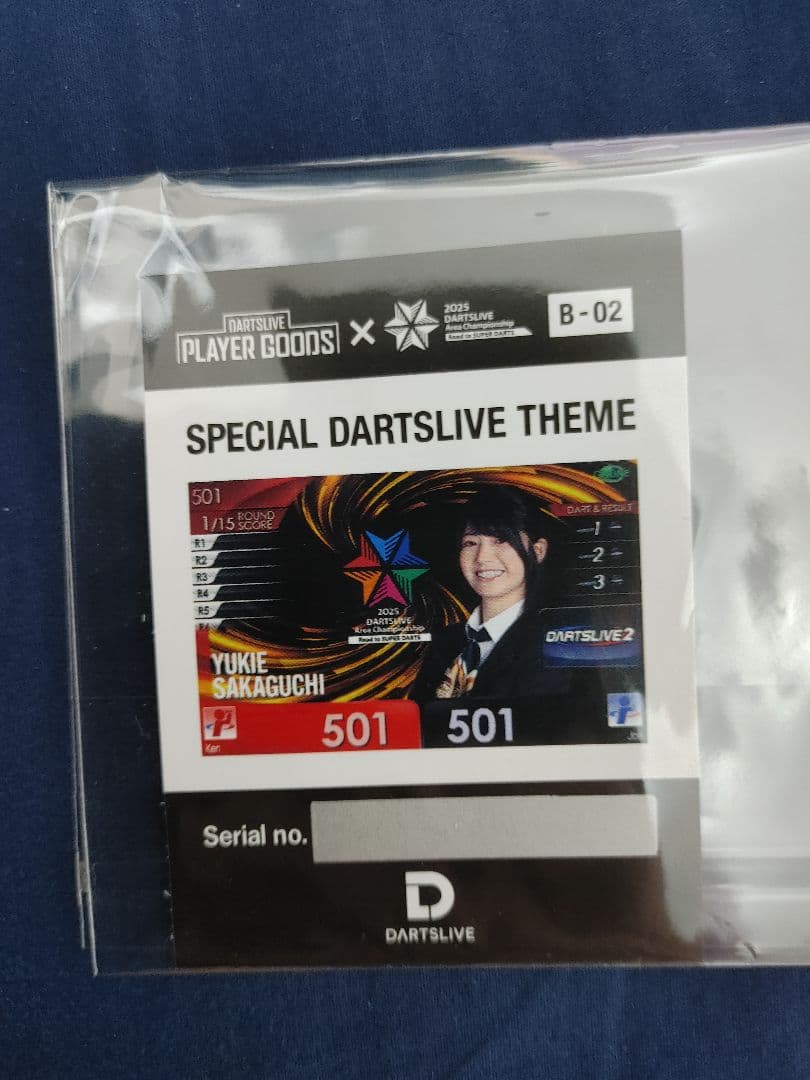 DARTSLIVE
PLAYER GOODS
×
2025
DARTSLIVE
Area Championship
Road to SUPER DARTS
B-02
SPECIAL DARTSLIVE THEME
501
1/15 ROUND SCORE
R1
R2
R3
R4
R5
2025
DARTSLIVE
Area Championship
Road to SUPER DARTS
DART & RESULT
1
2
3
DARTSLIVE2
YUKIE
SAKAGUCHI
Ken
501
501
Serial no.
D
DARTSLIVE